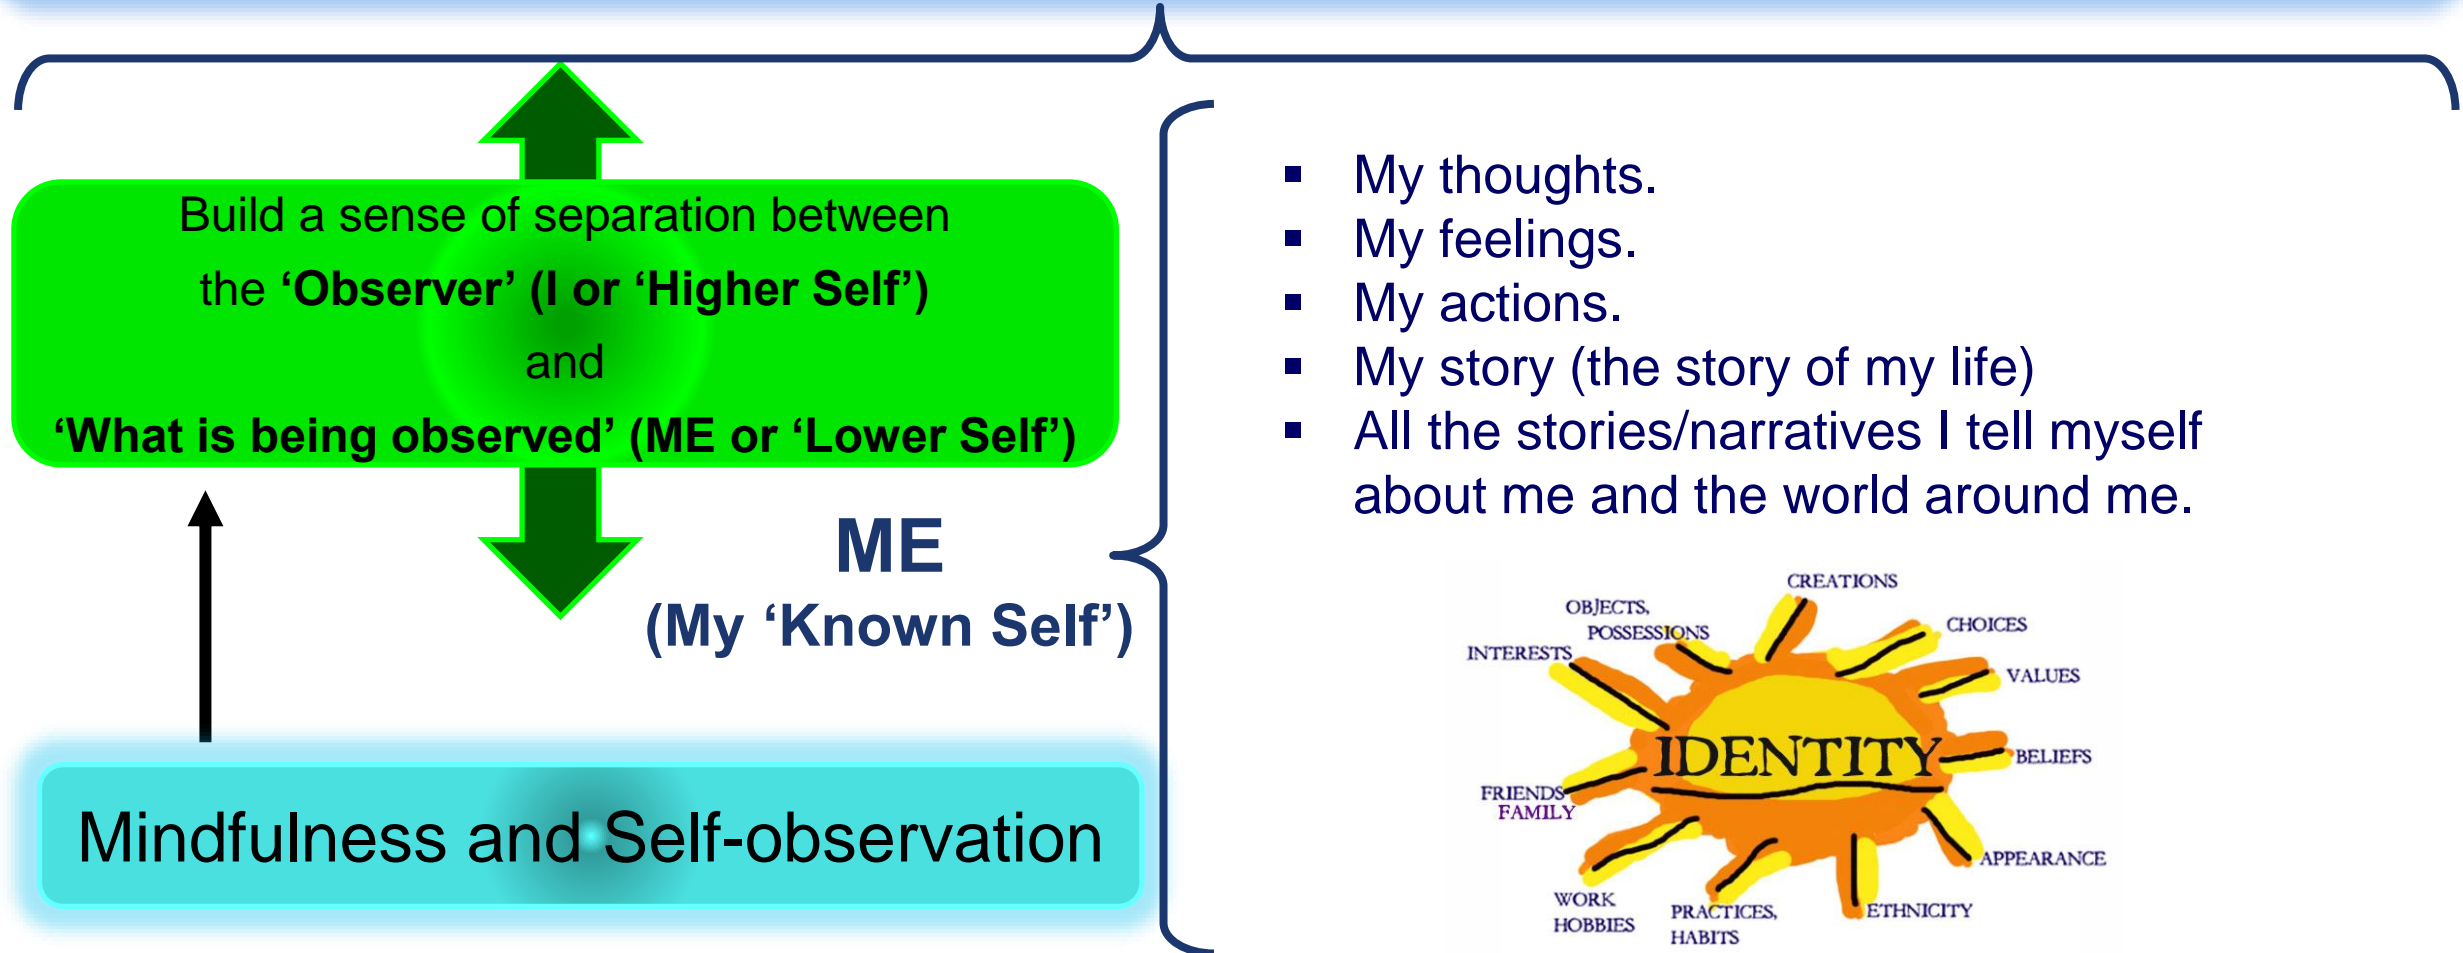 Build a sense of separation between
the ‘Observer’ (I or ‘Higher Self’)
and
‘What is being observed’ (ME or ‘Lower Self’)
ME
(My ‘Known Self’)
Mindfulness and Self-observation
▪ My thoughts.
▪ My feelings.
▪ My actions.
▪ My story (the story of my life)
▪ All the stories/narratives I tell myself
about me and the world around me.
CREATIONS
OBJECTS,
POSSESSIONS
CHOICES
INTERESTS
VALUES
IDENTITY
BELIEFS
FRIENDS
FAMILY
APPEARANCE
WORK
HOBBIES
PRACTICES,
HABITS
ETHNICITY